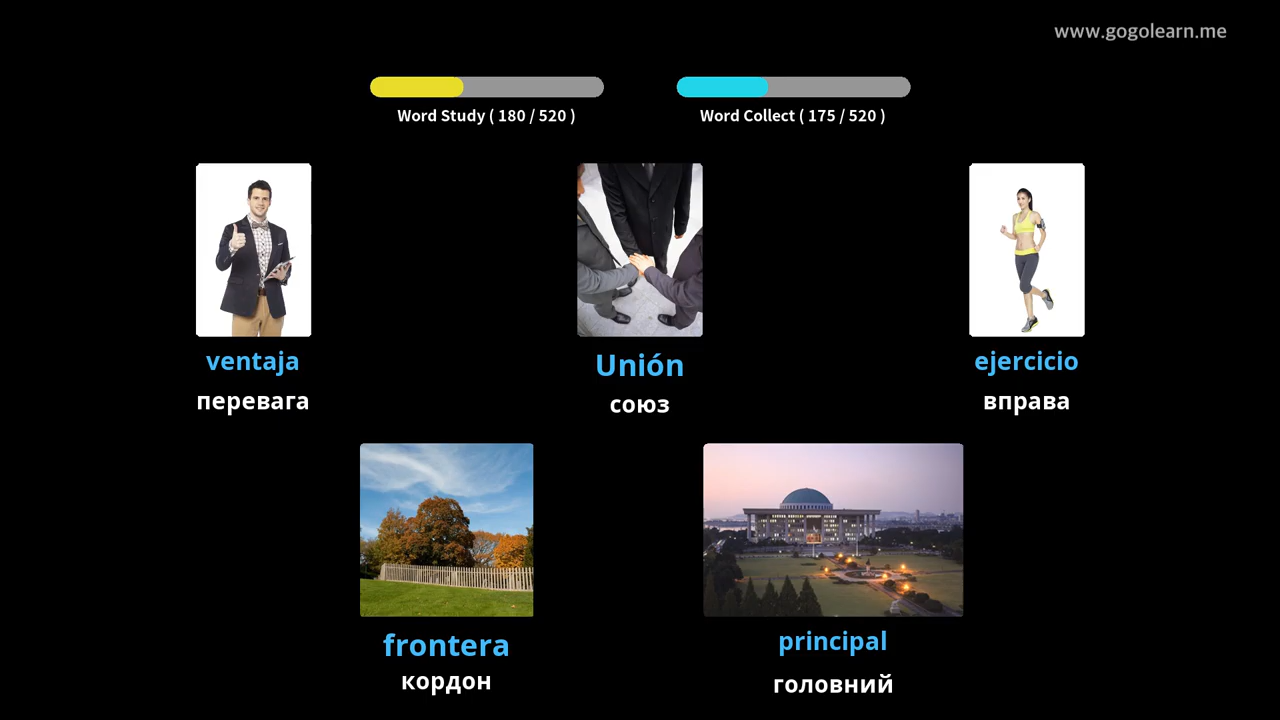 www.gogolearn.me
Word Study ( 180 / 520 )
Word Collect ( 175 / 520 )
ventaja
перевага
Unión
союз
ejercicio
вправа
frontera
кордон
principal
головний